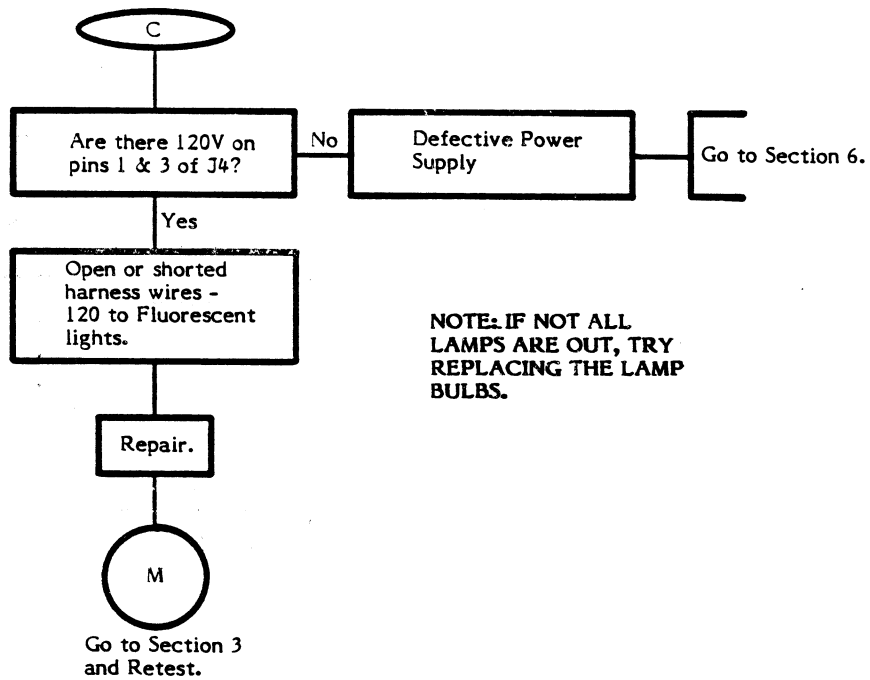 C
Are there 120V on
pins 1 & 3 of J4?
No
Defective Power
Supply
Go to Section 6.
Yes
Open or shorted
harness wires -
120 to Fluorescent
lights.
NOTE: IF NOT ALL
LAMPS ARE OUT, TRY
REPLACING THE LAMP
BULBS.
Repair.
M
Go to Section 3
and Retest.